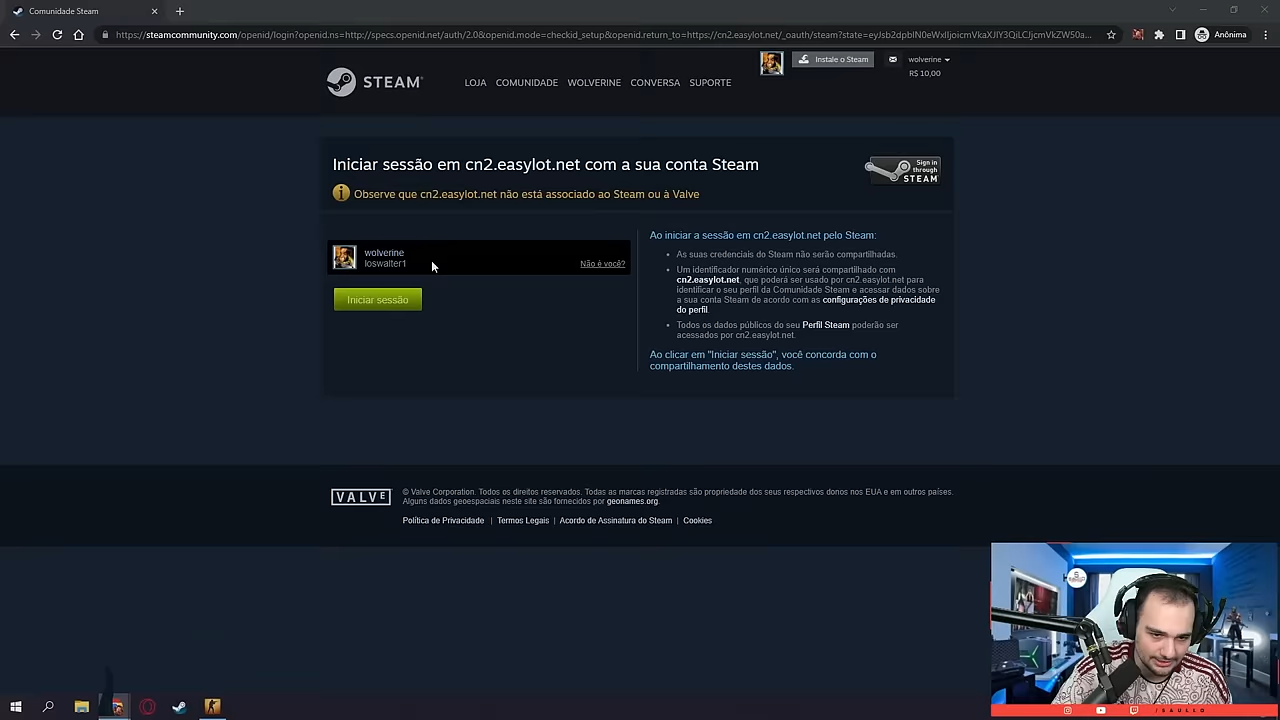 Comunidade Steam
https://steamcommunity.com/openid/login?openid.ns=http://specs.openid.net/auth/2.0&openid.mode=checkid_setup&openid.return_to=https://cn2.easylot.net/_oauth/steam?state=
Anônima
STEAM
LOJA COMUNIDADE WOLVERINE CONVERSA SUPORTE
Instale o Steam
wolverine
R$ 10,00
Iniciar sessão em cn2.easylot.net com a sua conta Steam
Observe que cn2.easylot.net não está associado ao Steam ou à Valve
Sign in
through
STEAM
wolverine
loswalter1
Não é você?
Iniciar sessão
Ao iniciar a sessão em cn2.easylot.net pelo Steam:
As suas credenciais do Steam não serão compartilhadas.
Um identificador numérico único será compartilhado com
cn2.easylot.net, que poderá ser usado por cn2.easylot.net para
identificar o seu perfil da Comunidade Steam e acessar dados sobre
a sua conta Steam de acordo com as configurações de privacidade
do perfil.
Todos os dados públicos do seu Perfil Steam poderão ser
acessados por cn2.easylot.net.
Ao clicar em "Iniciar sessão", você concorda com o
compartilhamento destes dados.
VALVE
© Valve Corporation. Todos os direitos reservados. Todas as marcas registradas são propriedade dos seus respectivos donos nos EUA e em outros países.
Alguns dados geoespaciais neste site são fornecidos por geonames.org.
Política de Privacidade | Termos Legais | Acordo de Assinatura do Steam | Cookies
/SAULLO